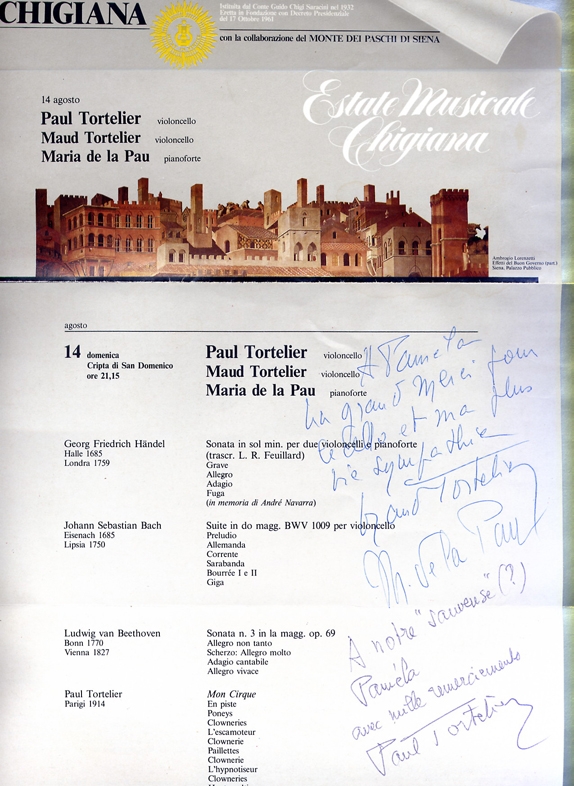 CHIGIANA
Istituita dal Conte Guido Chigi Saracini nel 1932
Eretta in Fondazione con Decreto Presidenziale
del 17 Ottobre 1961
con la collaborazione del MONTE DEI PASCHI DI SIENA
Estate Musicale
Chigiana
14 agosto
Paul Tortelier violoncello
Maud Tortelier violoncello
Maria de la Pau pianoforte
Ambrogio Lorenzetti
Effetti del Buon Governo (part.)
Siena, Palazzo Pubblico
agosto
14 domenica
Cripta di San Domenico
ore 21,15
Paul Tortelier violoncello
Maud Tortelier violoncello
Maria de la Pau pianoforte
A Pamela
Un grand merci pour
le cello et ma plus
vie sympathie
Maud Tortelier
M. de la Pau
Georg Friedrich Händel
Halle 1685
Londra 1759
Sonata in sol min. per due violoncelli e pianoforte
(trascr. L. R. Feuillard)
Grave
Allegro
Adagio
Fuga
(in memoria di André Navarra)
Johann Sebastian Bach
Eisenach 1685
Lipsia 1750
Suite in do magg. BWV 1009 per violoncello
Preludio
Allemanda
Corrente
Sarabanda
Bourrée I e II
Giga
Ludwig van Beethoven
Bonn 1770
Vienna 1827
Sonata n. 3 in la magg. op. 69
Allegro non tanto
Scherzo: Allegro molto
Adagio cantabile
Allegro vivace
A notre "sauveuse" (?)
Paméla
avec mille remerciements
Paul Tortelier
Paul Tortelier
Parigi 1914
Mon Cirque
En piste
Poneys
Clowneries
L'escamoteur
Clownerie
Paillettes
Clownerie
L'hypnotiseur
Clowneries